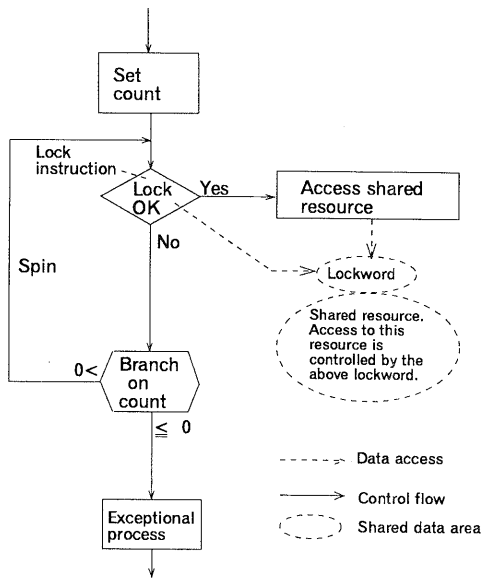 Set
count
Lock
instruction
Lock
OK
Yes
No
Access shared
resource
Lockword
Shared resource.
Access to this
resource is
controlled by the
above lockword.
Spin
0<
Branch
on
count
≦ 0
Exceptional
process
Data access
Control flow
Shared data area